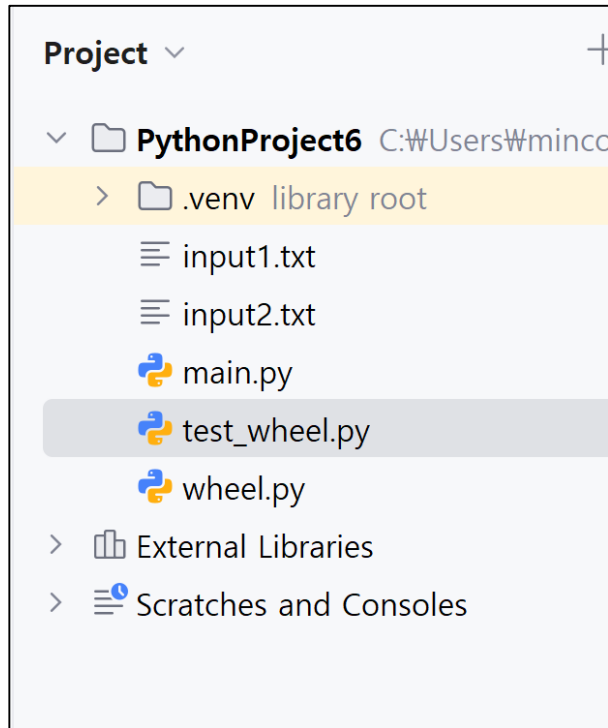 Project
PythonProject6 C:₩Users₩minco
.venv library root
input1.txt
input2.txt
main.py
test_wheel.py
wheel.py
External Libraries
Scratches and Consoles